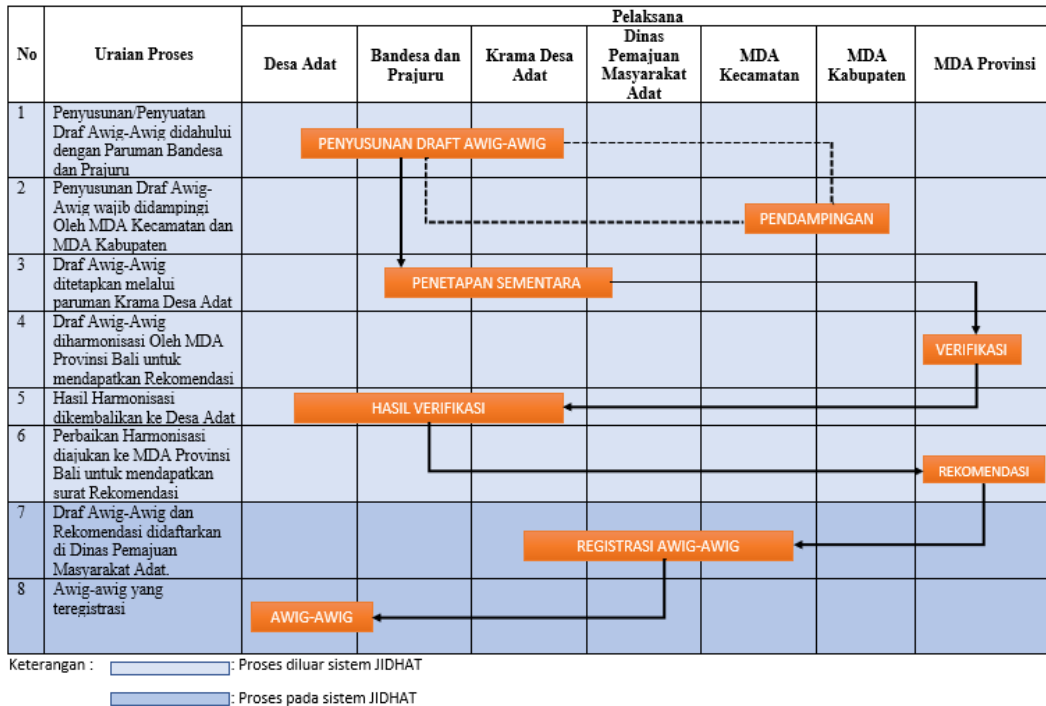 Pelaksana
No
Uraian Proses
Desa Adat
Bandesa dan
Prajuru
Krama Desa
Adat
Dinas
Pemajuan
Masyarakat
Adat
MDA
Kecamatan
MDA
Kabupaten
MDA Provinsi
1
Penyusunan/Penyuatan
Draf Awig-Awig didahului
dengan Paruman Bandesa
dan Prajuru
PENYUSUNAN DRAFT AWIG-AWIG
2
Penyusunan Draf Awig-
Awig wajib didampingi
Oleh MDA Kecamatan dan
MDA Kabupaten
PENDAMPINGAN
3
Draf Awig-Awig
ditetapkan melalui
paruman Krama Desa Adat
PENETAPAN SEMENTARA
4
Draf Awig-Awig
diharmonisasi Oleh MDA
Provinsi Bali untuk
mendapatkan Rekomendasi
VERIFIKASI
5
Hasil Harmonisasi
dikembalikan ke Desa Adat
HASIL VERIFIKASI
6
Perbaikan Harmonisasi
diajukan ke MDA Provinsi
Bali untuk mendapatkan
surat Rekomendasi
REKOMENDASI
7
Draf Awig-Awig dan
Rekomendasi didaftarkan
di Dinas Pemajuan
Masyarakat Adat.
REGISTRASI AWIG-AWIG
8
Awig-awig yang
teregistrasi
AWIG-AWIG
Keterangan :
: Proses diluar sistem JIDHAT
: Proses pada sistem JIDHAT